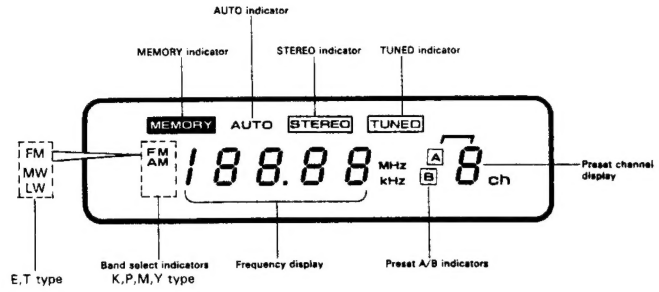 AUTO indicator
MEMORY indicator
STEREO indicator
TUNED indicator
MEMORY AUTO STEREO TUNED
FM
MW
LW
FM
AM
188.88
MHz
kHz
A
B
8 ch
Preset channel
display
E,T type
Band select indicators
K,P,M,Y type
Frequency display
Preset A/B indicators